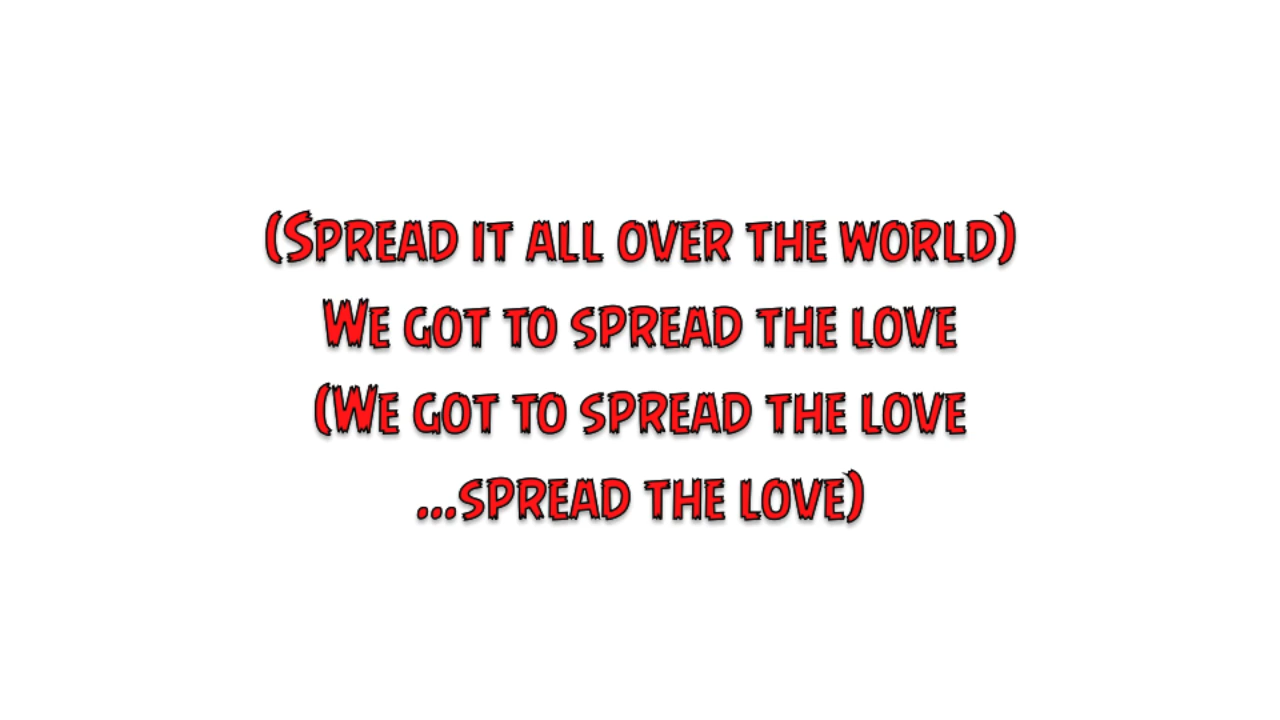 (Spread it all over the world)
We got to spread the love
(We got to spread the love
...spread the love)